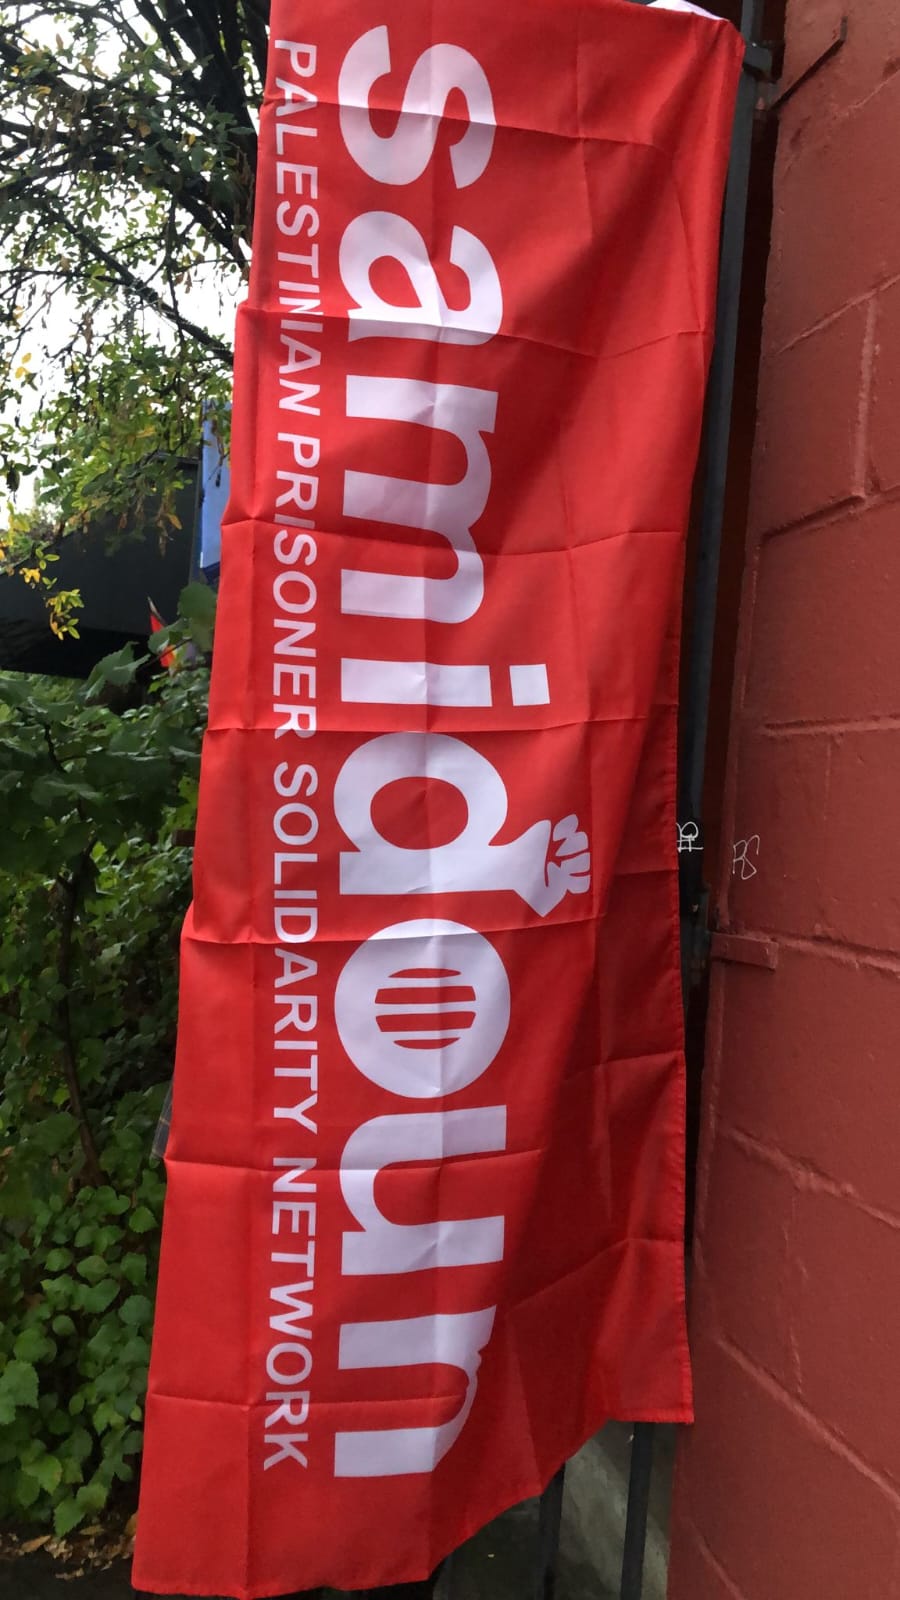 samidoun
PALESTINIAN PRISONER SOLIDARITY NETWORK